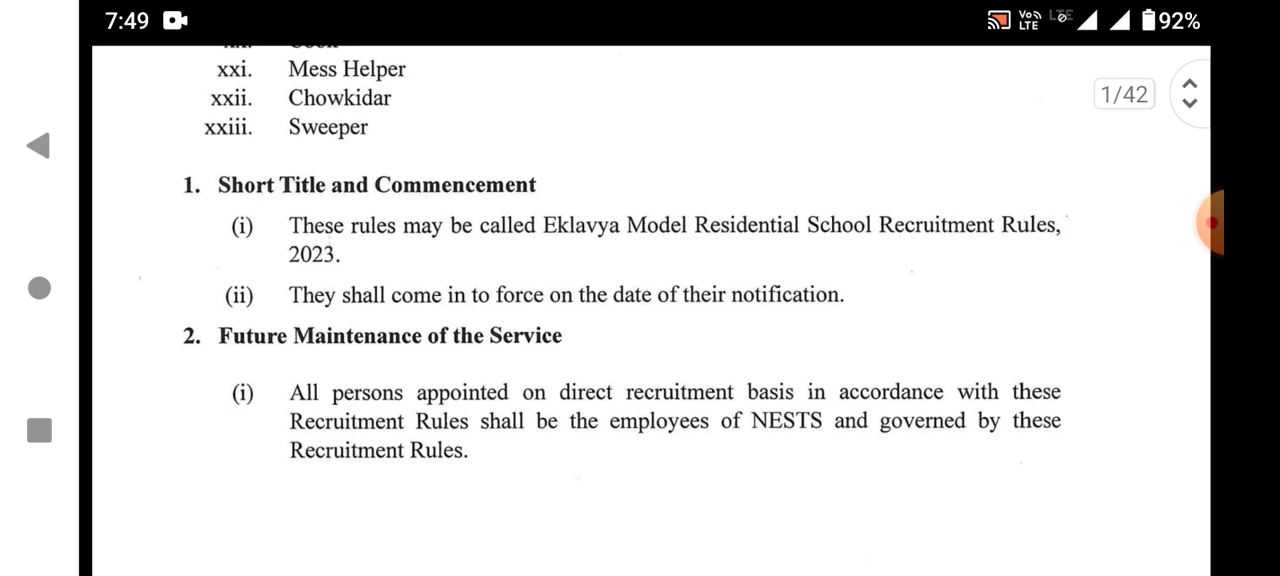 7:49
Vo) LTE LTE 92%
xxi. Mess Helper
1/42
xxii. Chowkidar
xxiii. Sweeper
1. Short Title and Commencement
(i) These rules may be called Eklavya Model Residential School Recruitment Rules,
2023.
(ii) They shall come in to force on the date of their notification.
2. Future Maintenance of the Service
(i) All persons appointed on direct recruitment basis in accordance with these
Recruitment Rules shall be the employees of NESTS and governed by these
Recruitment Rules.